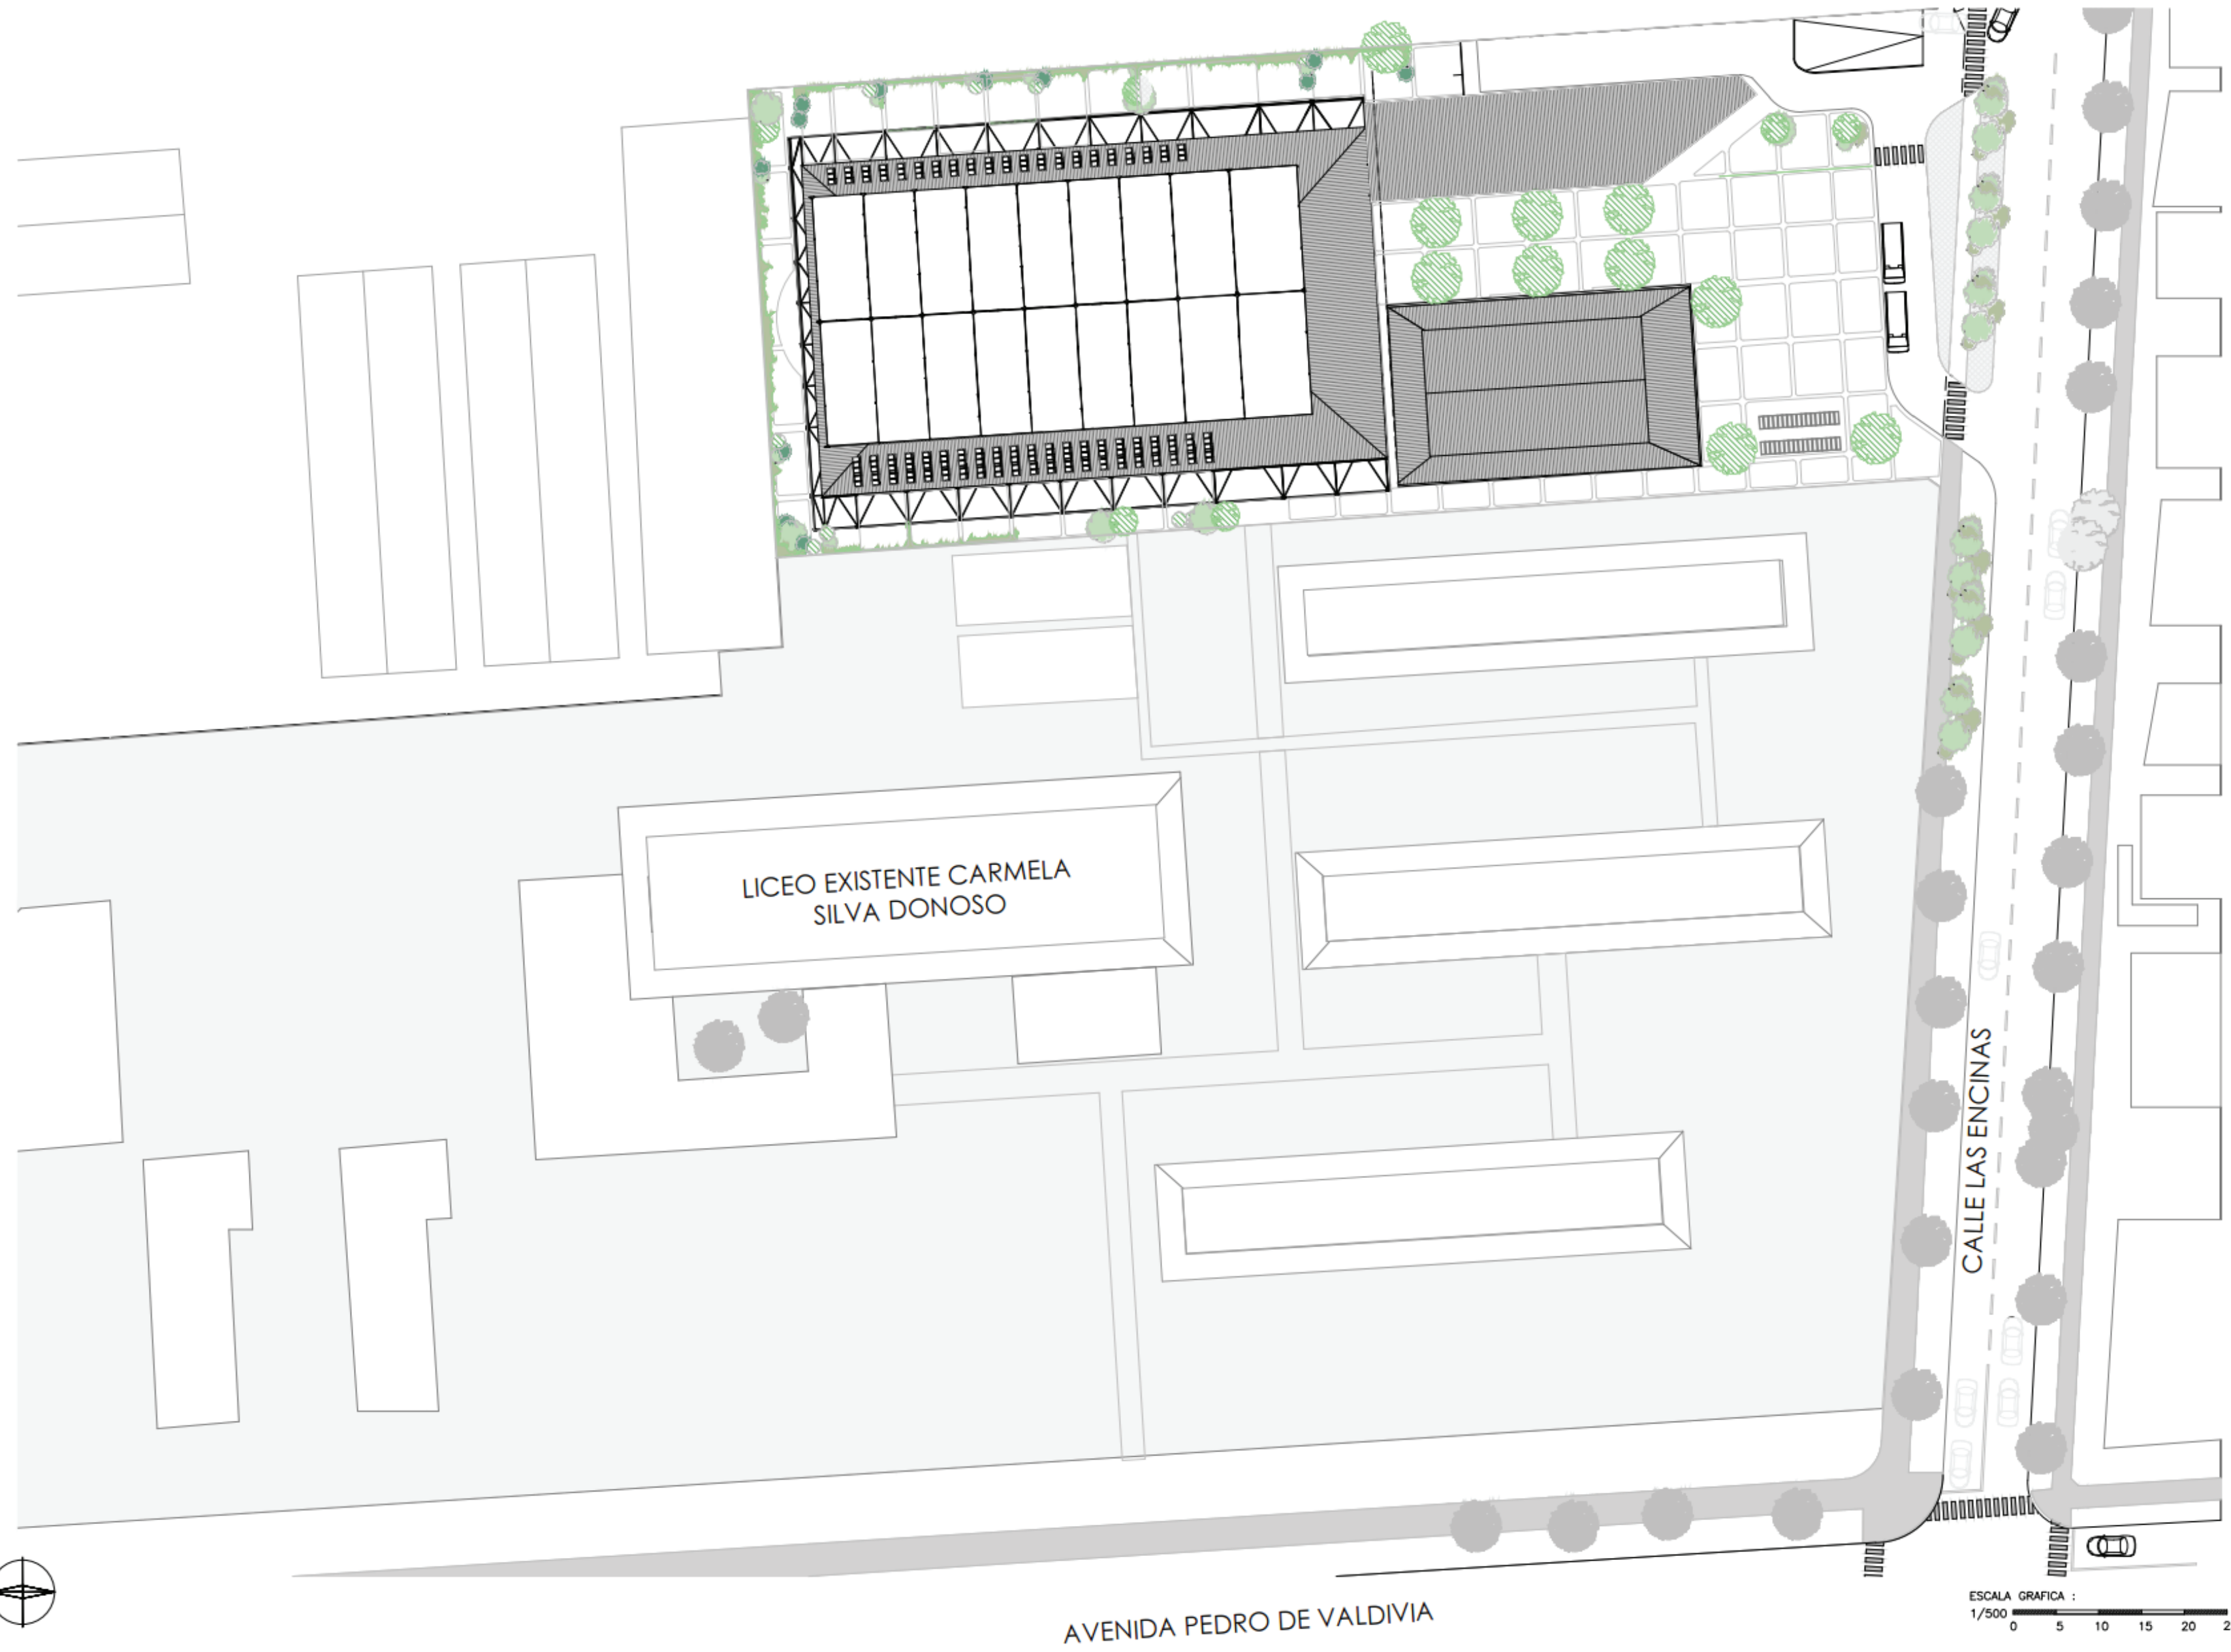 LICEO EXISTENTE CARMELA
SILVA DONOSO
CALLE LAS ENCINAS
AVENIDA PEDRO DE VALDIVIA
ESCALA GRAFICA :
1/500
0 5 10 15 20 2